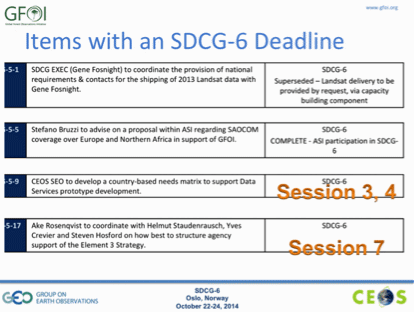 GFOI
www.gfoi.org
Items with an SDCG-6 Deadline
-5-1
SDCG EXEC (Gene Fosnight) to coordinate the provision of national
requirements & contacts for the shipping of 2013 Landsat data with
Gene Fosnight.
SDCG-6
Superseded – Landsat delivery to be
provided by request, via capacity
building component
-5-5
Stefano Bruzzi to advise on a proposal within ASI regarding SAOCOM
coverage over Europe and Northern Africa in support of GFOI.
SDCG-6
COMPLETE - ASI participation in SDCG-
6
-5-9
CEOS SEO to develop a country-based needs matrix to support Data
Services prototype development.
SDCG-6
Session 3, 4
-5-17
Ake Rosenqvist to coordinate with Helmut Staudenrausch, Yves
Crevier and Steven Hosford on how best to structure agency
support of the Element 3 Strategy.
SDCG-6
Session 7
GEO GROUP ON
EARTH OBSERVATIONS
SDCG-6
Oslo, Norway
October 22-24, 2014
CEOS